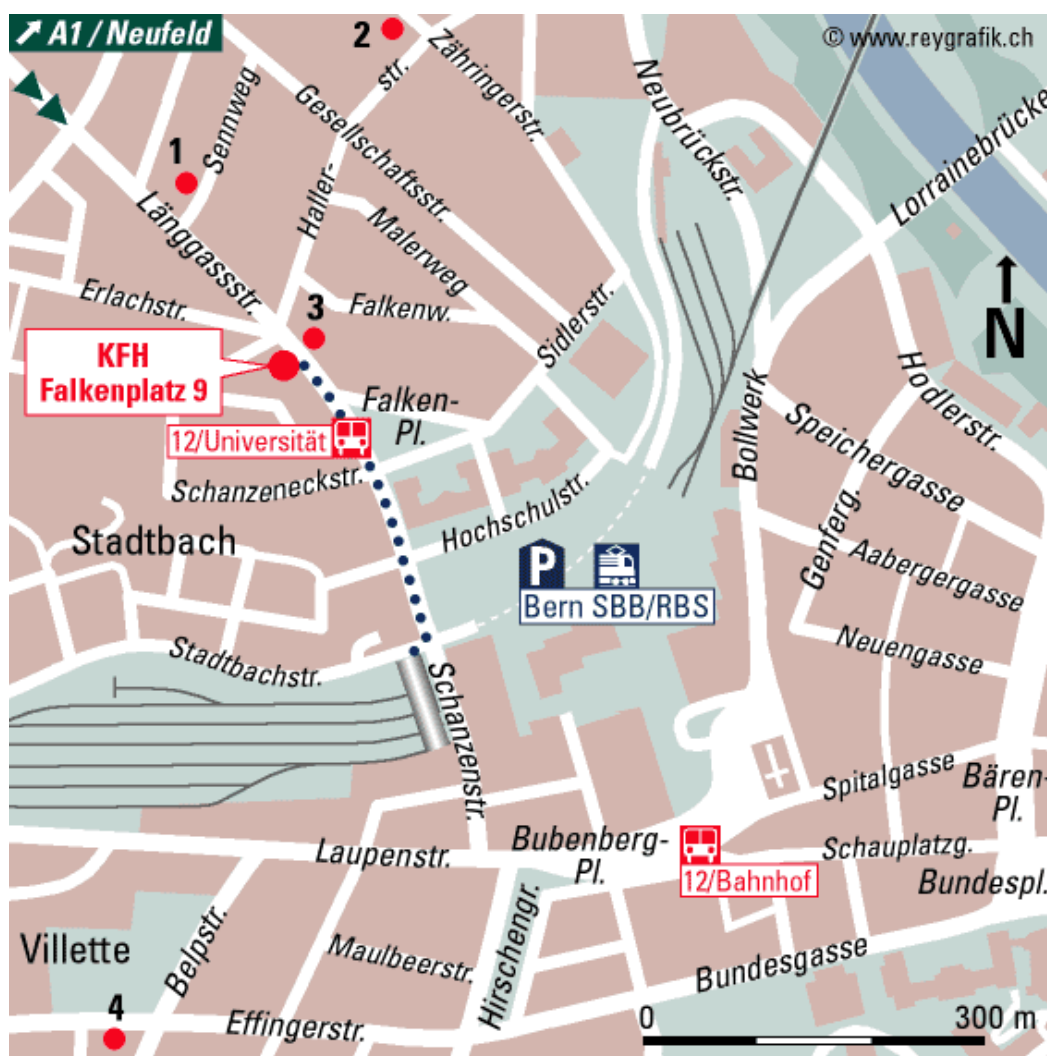 A1 / Neufeld
© www.reygrafik.ch
2
Zähringerstr.
Neubrückstr.
Lorrainebrücke
1
Sennweg
Gesellschaftsstr.
Haller-
str.
Länggassstr.
Malerweg
Erlachstr.
3
Falkenw.
Sidlerstr.
N
KFH
Falkenplatz 9
Falken-
Pl.
12/Universität
Schanzeneckstr.
Hochschulstr.
Bollwerk
Hodlerstr.
Speichergasse
Genferg.
Aabergergasse
Neuengasse
Stadtbach
P
Bern SBB/RBS
Stadtbachstr.
Schanzenstr.
Spitalgasse
Bären-
Pl.
Laupenstr.
Bubenberg-
Pl.
12/Bahnhof
Schauplatzg.
Bundespl.
Villette
Belpstr.
Maulbeerstr.
Hirschengr.
Bundesgasse
4
Effingerstr.
0
300 m